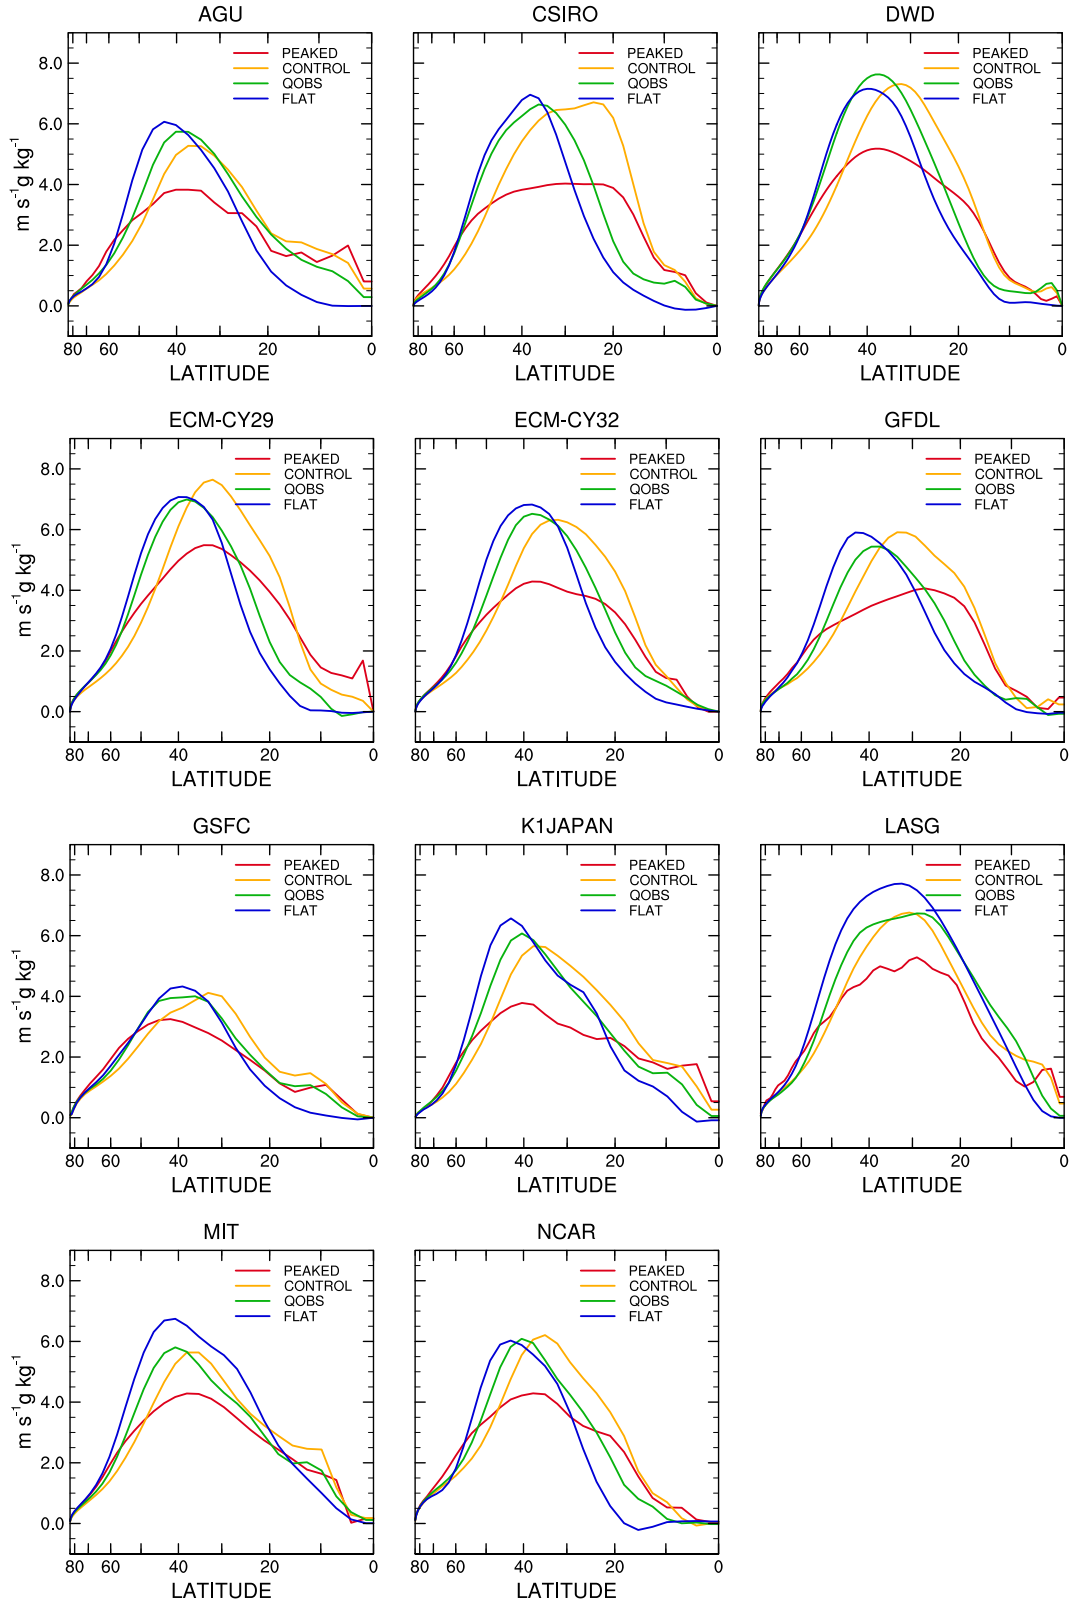 AGU
CSIRO
DWD
PEAKED
CONTROL
QOBS
FLAT
PEAKED
CONTROL
QOBS
FLAT
PEAKED
CONTROL
QOBS
FLAT
m s⁻¹g kg⁻¹
8.0
6.0
4.0
2.0
0.0
80 60 40 20 0
80 60 40 20 0
80 60 40 20 0
LATITUDE
LATITUDE
LATITUDE
ECM-CY29
ECM-CY32
GFDL
PEAKED
CONTROL
QOBS
FLAT
PEAKED
CONTROL
QOBS
FLAT
PEAKED
CONTROL
QOBS
FLAT
m s⁻¹g kg⁻¹
8.0
6.0
4.0
2.0
0.0
80 60 40 20 0
80 60 40 20 0
80 60 40 20 0
LATITUDE
LATITUDE
LATITUDE
GSFC
K1JAPAN
LASG
PEAKED
CONTROL
QOBS
FLAT
PEAKED
CONTROL
QOBS
FLAT
PEAKED
CONTROL
QOBS
FLAT
m s⁻¹g kg⁻¹
8.0
6.0
4.0
2.0
0.0
80 60 40 20 0
80 60 40 20 0
80 60 40 20 0
LATITUDE
LATITUDE
LATITUDE
MIT
NCAR
PEAKED
CONTROL
QOBS
FLAT
PEAKED
CONTROL
QOBS
FLAT
m s⁻¹g kg⁻¹
8.0
6.0
4.0
2.0
0.0
80 60 40 20 0
80 60 40 20 0
LATITUDE
LATITUDE